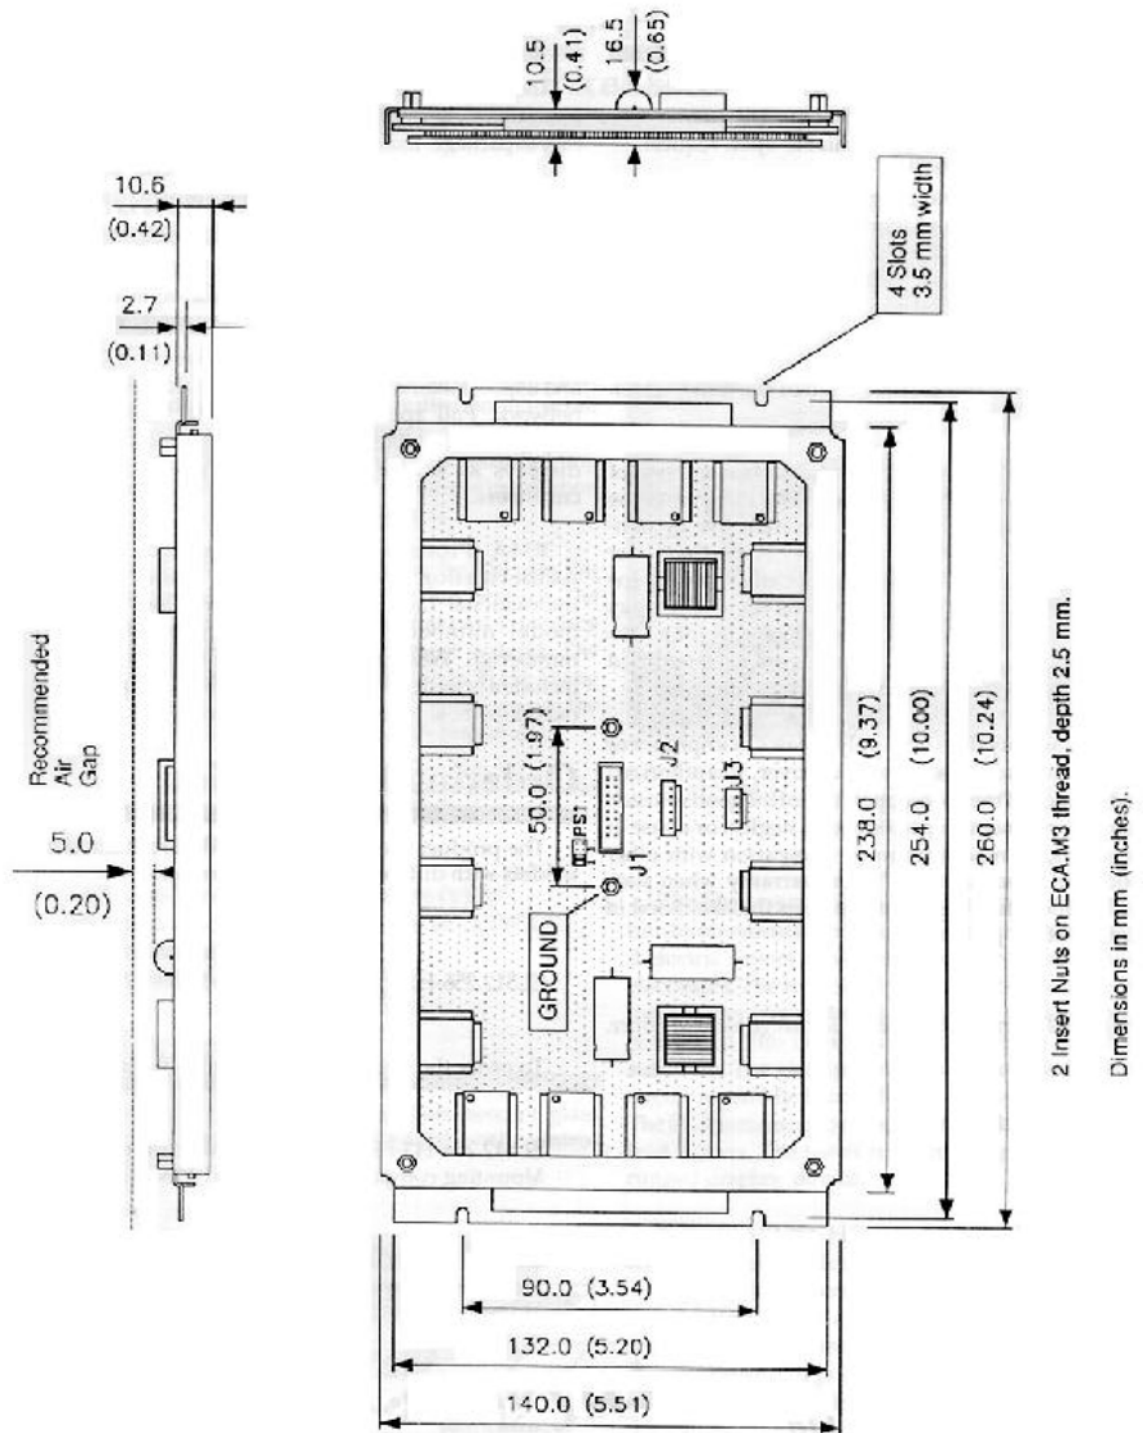 10.5
(0.41)
16.5
(0.65)
10.6
(0.42)
2.7
(0.11)
4 Slots
3.5 mm width
Recommended
Air
Gap
5.0
(0.20)
50.0 (1.97)
PS1
J1
J2
J3
GROUND
238.0 (9.37)
254.0 (10.00)
260.0 (10.24)
2 Insert Nuts on ECA.M3 thread, depth 2.5 mm.
Dimensions in mm (inches).
90.0 (3.54)
132.0 (5.20)
140.0 (5.51)